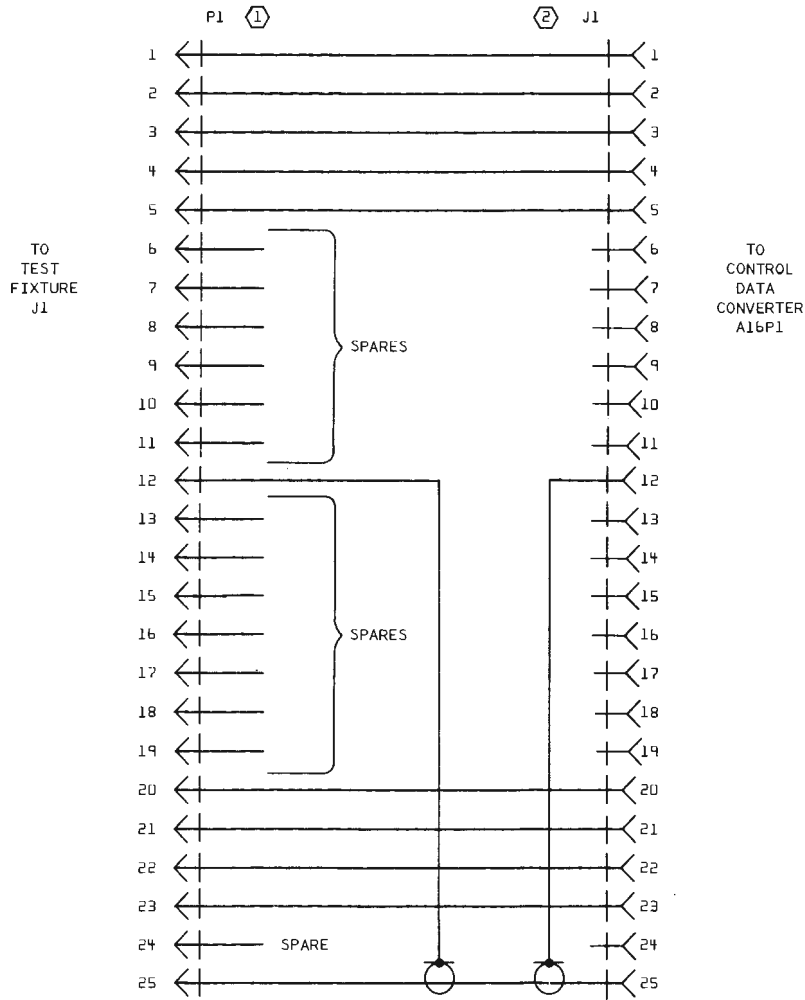 P1 1 2 J1
1 1
2 2
3 3
4 4
5 5
6 6
7 7
8 8
9 9
10 10
11 11
12 12
13 13
14 14
15 15
16 16
17 17
18 18
19 19
20 20
21 21
22 22
23 23
24 SPARE 24
25 25
TO
TEST
FIXTURE
J1
SPARES
SPARES
TO
CONTROL
DATA
CONVERTER
A16P1